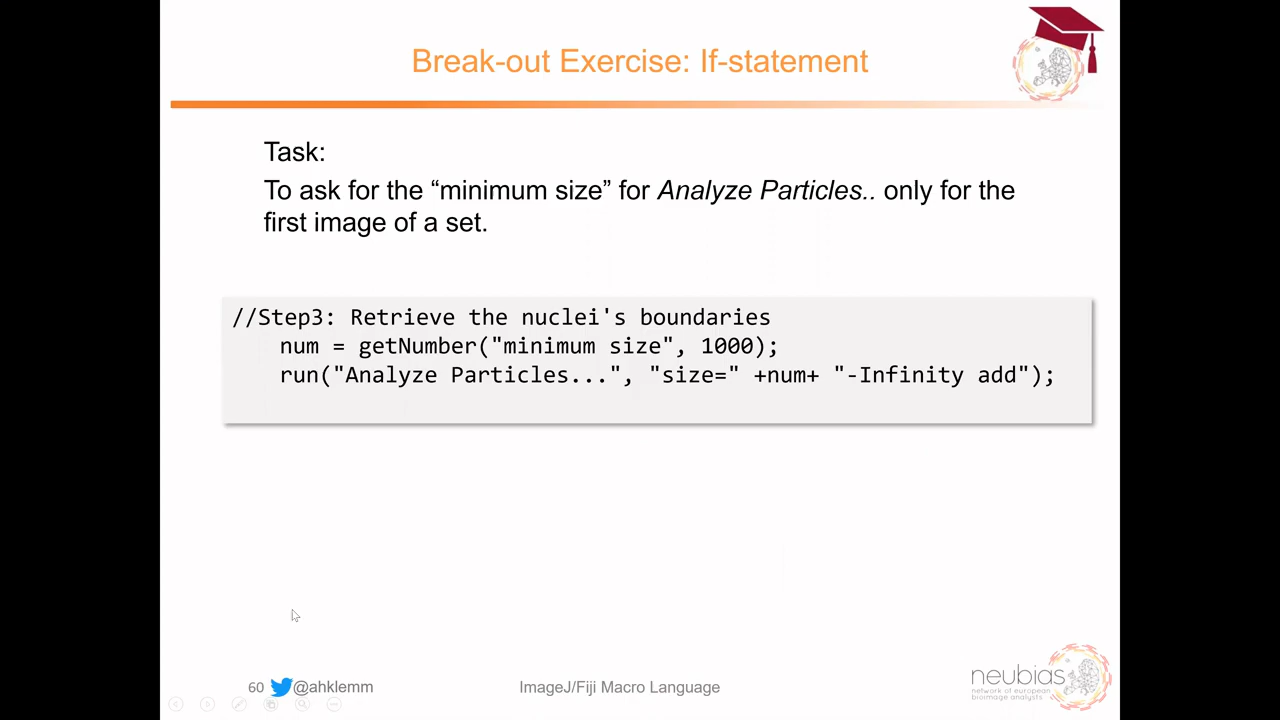 Break-out Exercise: If-statement
Task:
To ask for the “minimum size” for Analyze Particles.. only for the
first image of a set.
//Step3: Retrieve the nuclei's boundaries
num = getNumber("minimum size", 1000);
run("Analyze Particles...", "size=" +num+ "-Infinity add");
60 @ahklemm
ImageJ/Fiji Macro Language
neubias
network of european
bioimage analysts